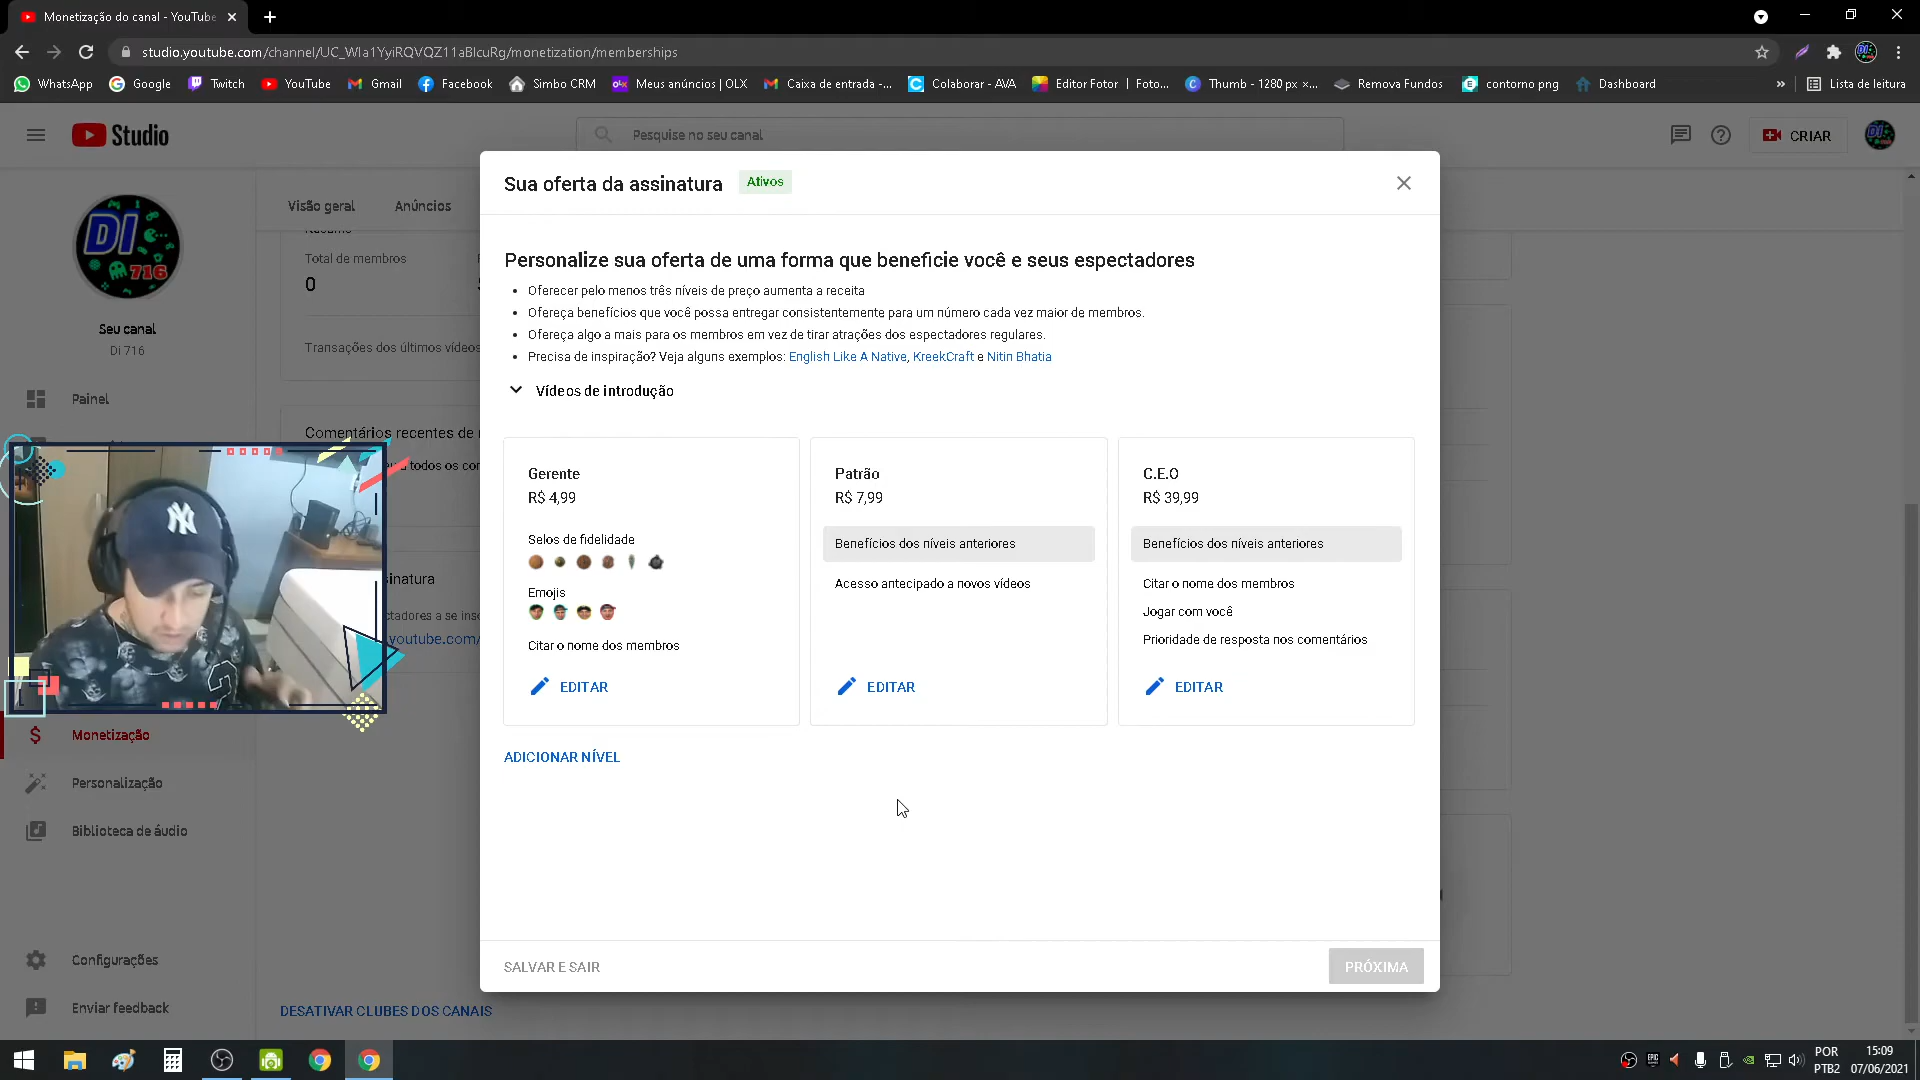 Monetização do canal - YouTube
studio.youtube.com/channel/UC_WIa1YyiRQVQZ11aBlcuRg/monetization/memberships
WhatsApp Google Twitch YouTube Gmail Facebook Simbo CRM Meus anúncios | OLX Caixa de entrada -... Colaborar - AVA Editor Fotor | Foto... Thumb - 1280 px ×... Remova Fundos contorno png Dashboard » Lista de leitura
Studio
Pesquise no seu canal
CRIAR
Sua oferta da assinatura Ativos
Visão geral Anúncios
DI
716
Total de membros
0
Seu canal
Di 716
Transações dos últimos vídeos
Painel
Comentários recentes de
todos os co
inatura
ctadores a se ins
youtube.com/
NY
Monetização
Personalização
Biblioteca de áudio
Configurações
Enviar feedback
DESATIVAR CLUBES DOS CANAIS
Personalize sua oferta de uma forma que beneficie você e seus espectadores
• Oferecer pelo menos três níveis de preço aumenta a receita
• Ofereça benefícios que você possa entregar consistentemente para um número cada vez maior de membros.
• Ofereça algo a mais para os membros em vez de tirar atrações dos espectadores regulares.
• Precisa de inspiração? Veja alguns exemplos: English Like A Native, KreekCraft e Nitin Bhatia
Vídeos de introdução
Gerente
R$ 4,99
Selos de fidelidade
Emojis
Citar o nome dos membros
EDITAR
Patrão
R$ 7,99
Benefícios dos níveis anteriores
Acesso antecipado a novos vídeos
EDITAR
C.E.O
R$ 39,99
Benefícios dos níveis anteriores
Citar o nome dos membros
Jogar com você
Prioridade de resposta nos comentários
EDITAR
ADICIONAR NÍVEL
SALVAR E SAIR
PRÓXIMA
POR
PTB2
15:09
07/06/2021